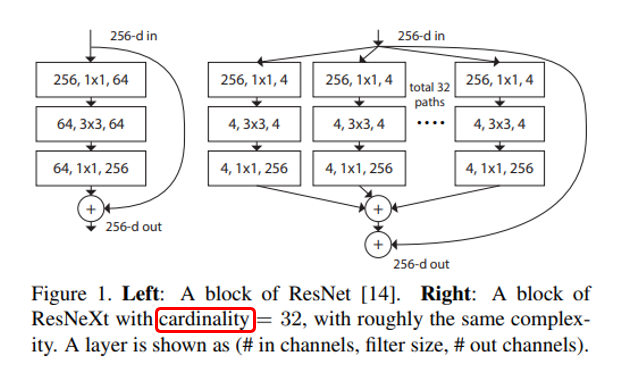 256-d in
256, 1x1, 64
64, 3x3, 64
64, 1x1, 256
+
256-d out
256-d in
256, 1x1, 4
256, 1x1, 4
256, 1x1, 4
total 32
paths
....
4, 3x3, 4
4, 3x3, 4
4, 3x3, 4
4, 1x1, 256
4, 1x1, 256
4, 1x1, 256
+
+
256-d out
Figure 1. Left: A block of ResNet [14]. Right: A block of
ResNeXt with cardinality = 32, with roughly the same complex-
ity. A layer is shown as (# in channels, filter size, # out channels).